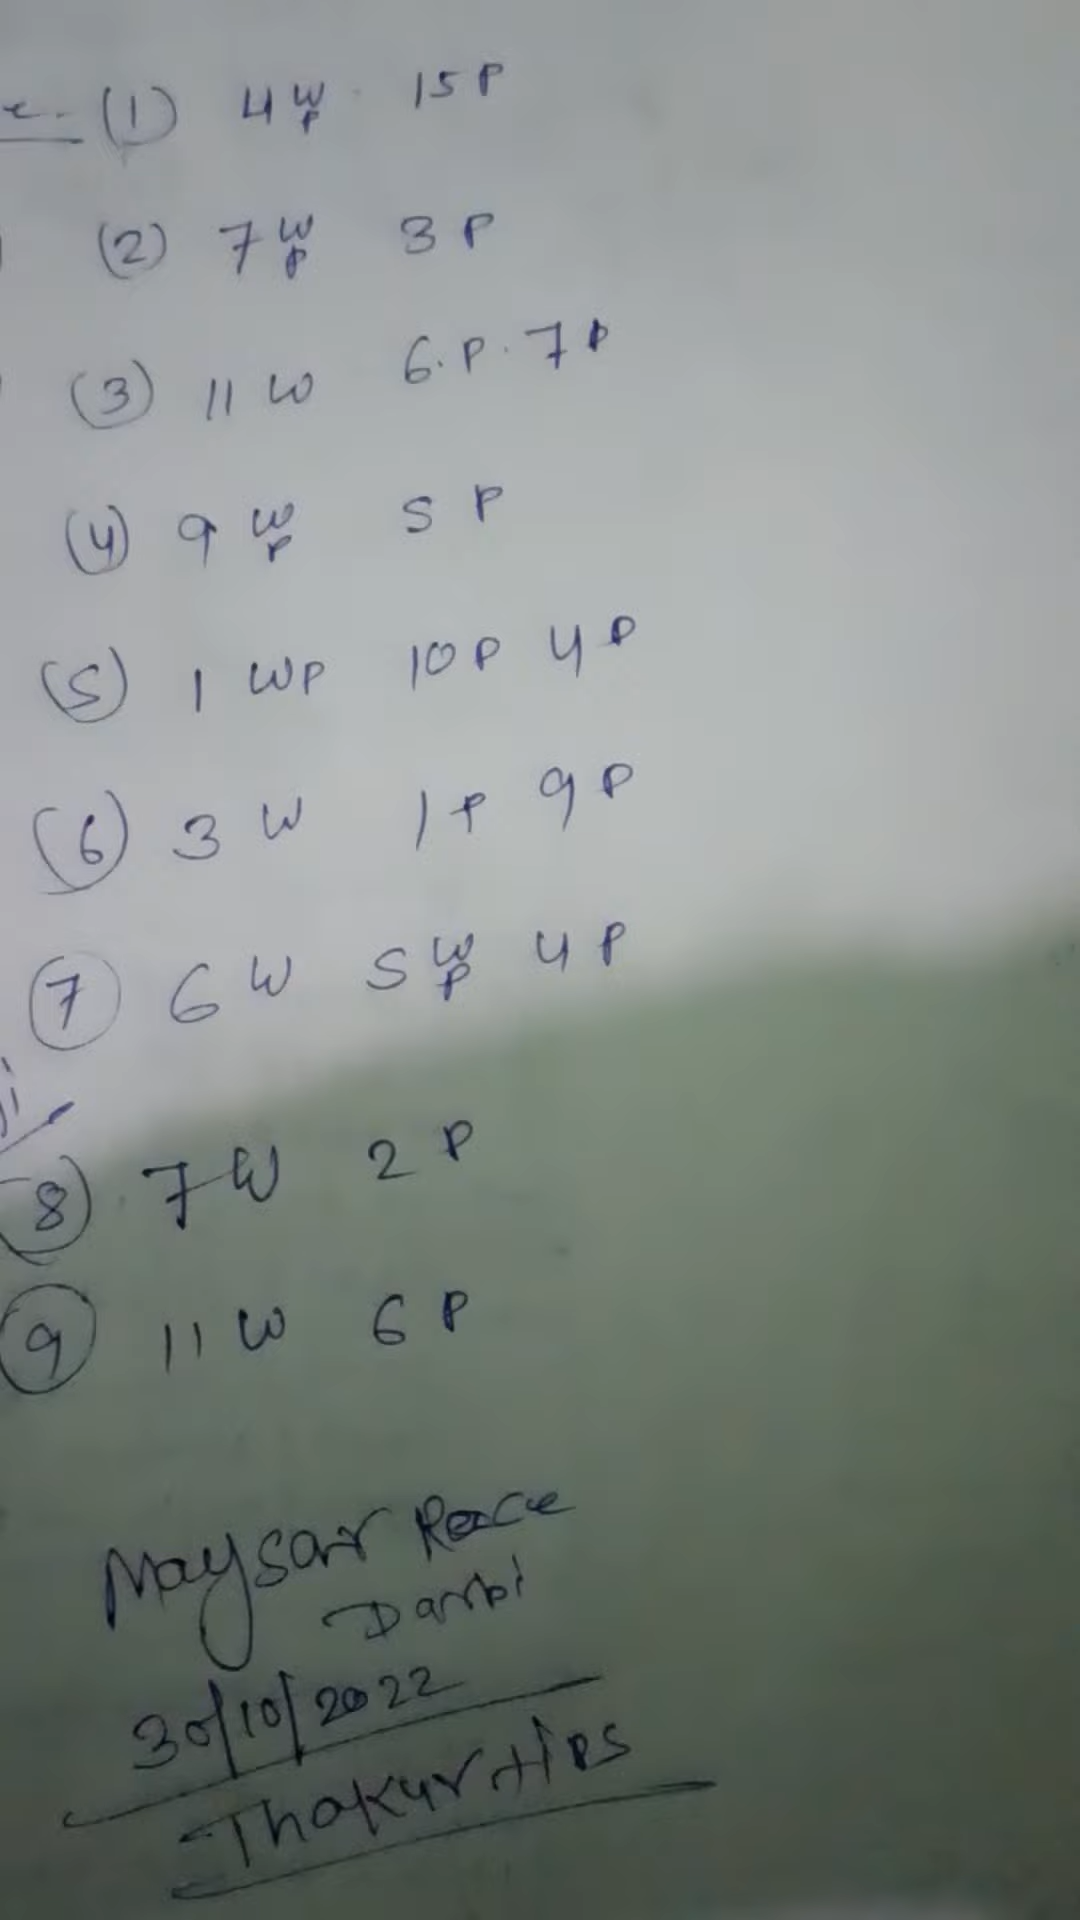 (1) 4 W P 15 P
(2) 7 W P 3 P
(3) 11 W 6.P. 7 P
(4) 9 W P 5 P
(5) 1 WP 10 P 4 P
(6) 3 W 1 P 9 P
(7) 6 W 5 W P 4 P
(8) 7 W 2 P
(9) 11 W 6 P
Maysar Race
Darbi
30/10/2022
Thakur tips